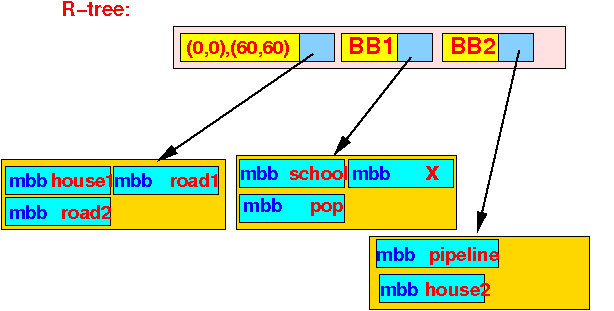 R-tree:
(0,0),(60,60) BB1 BB2
mbb house1 mbb road1
mbb road2
mbb school mbb X
mbb pop
mbb pipeline
mbb house2